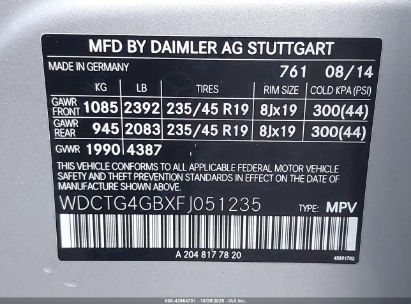 MFD BY DAIMLER AG STUTTGART
MADE IN GERMANY 761 08/14
KG LB TIRES RIM SIZE COLD KPA (PSI)
GAWR FRONT 1085 2392 235/45 R19 8Jx19 300(44)
GAWR REAR 945 2083 235/45 R19 8Jx19 300(44)
GVWR 1990 4387
THIS VEHICLE CONFORMS TO ALL APPLICABLE FEDERAL MOTOR VEHICLE
SAFETY AND THEFT PREVENTION STANDARDS IN EFFECT ON THE DATE
OF MANUFACTURE SHOWN ABOVE.
WDCTG4GBXFJ051235 TYPE: MPV
A 204 817 78 20